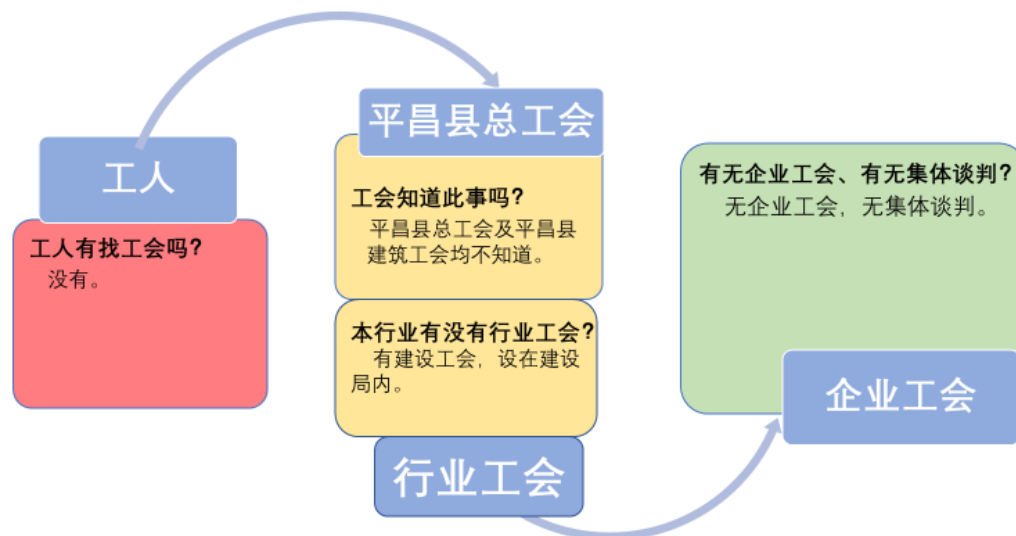 工人
工人有找工会吗？
没有。
平昌县总工会
工会知道此事吗？
平昌县总工会及平昌县
建筑工会均不知道。
本行业有没有行业工会？
有建设工会，设在建设
局内。
行业工会
有无企业工会、有无集体谈判？
无企业工会，无集体谈判。
企业工会